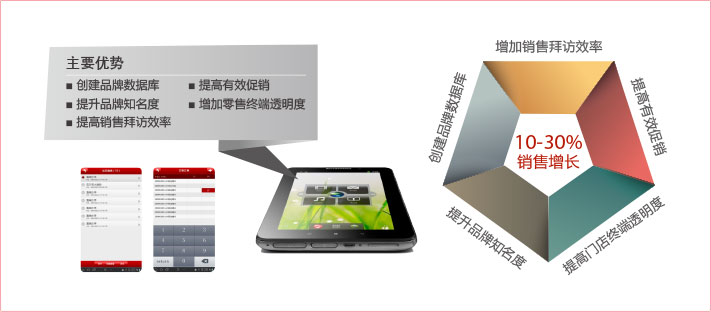 主要优势
■ 创建品牌数据库
■ 提高有效促销
■ 提升品牌知名度
■ 增加零售终端透明度
■ 提高销售拜访效率
增加销售拜访效率
提高有效促销
提高门店终端透明度
提升品牌知名度
创建品牌数据库
10-30%
销售增长